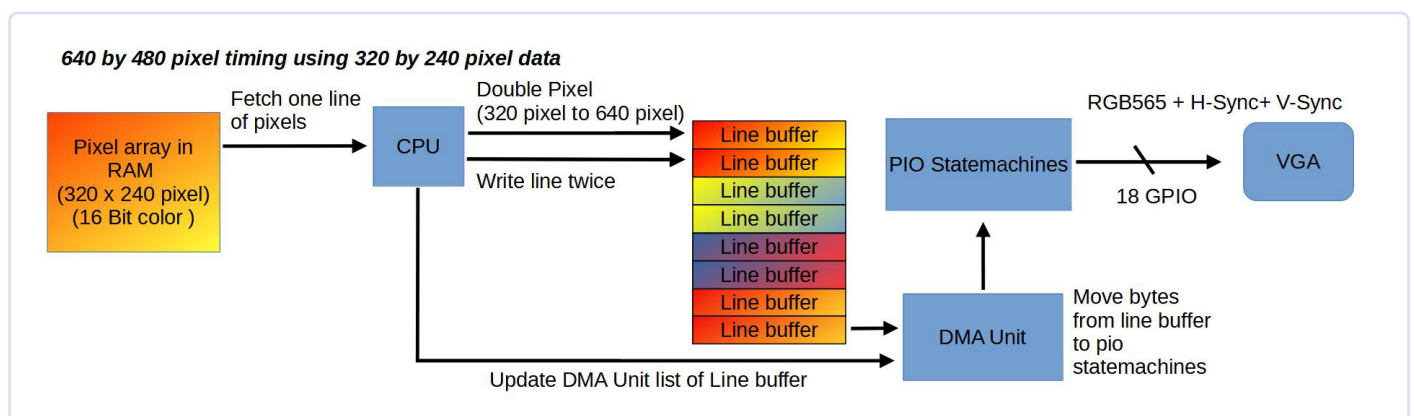 640 by 480 pixel timing using 320 by 240 pixel data
Pixel array in
RAM
(320 x 240 pixel)
(16 Bit color )
Fetch one line
of pixels
CPU
Double Pixel
(320 pixel to 640 pixel)
Write line twice
Line buffer
Line buffer
Line buffer
Line buffer
Line buffer
Line buffer
Line buffer
Line buffer
Update DMA Unit list of Line buffer
PIO Statemachines
DMA Unit
Move bytes
from line buffer
to pio
statemachines
RGB565 + H-Sync+ V-Sync
18 GPIO
VGA